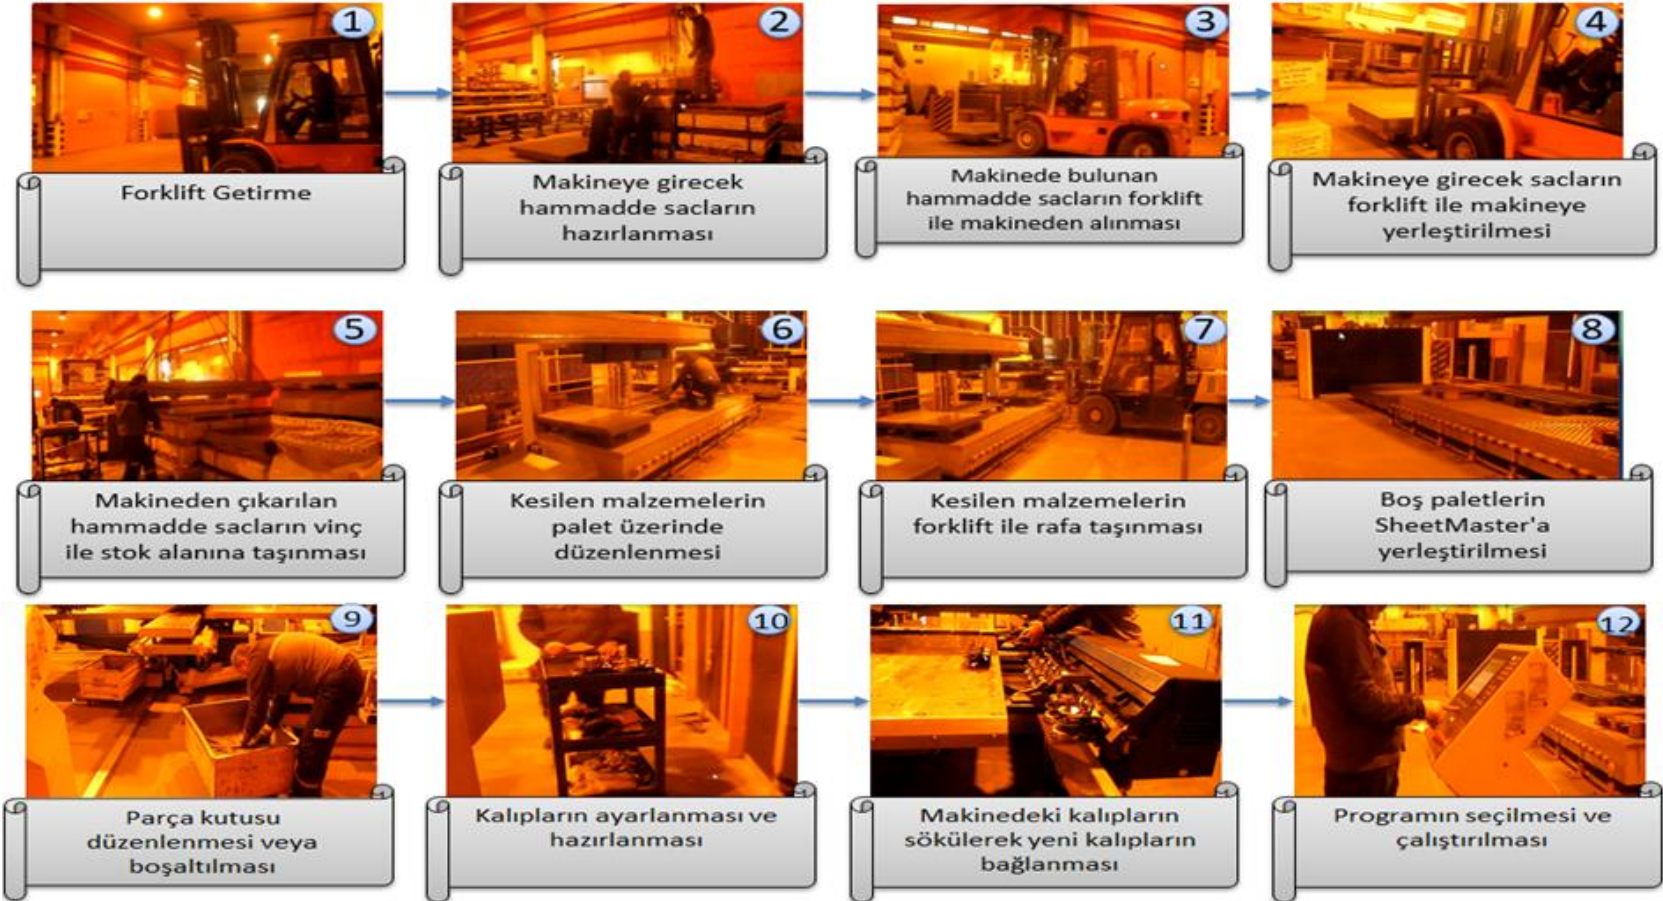 1
Forklift Getirme
2
Makineye girecek
hammadde sacların
hazırlanması
3
Makinede bulunan
hammadde sacların forklift
ile makineden alınması
4
Makineye girecek sacların
forklift ile makineye
yerleştirilmesi
5
Makineden çıkarılan
hammadde sacların vinç
ile stok alanına taşınması
6
Kesilen malzemelerin
palet üzerinde
düzenlenmesi
7
Kesilen malzemelerin
forklift ile rafa taşınması
8
Boş paletlerin
SheetMaster'a
yerleştirilmesi
9
Parça kutusu
düzenlenmesi veya
boşaltılması
10
Kalıpların ayarlanması ve
hazırlanması
11
Makinedeki kalıpların
sökülerek yeni kalıpların
bağlanması
12
Programın seçilmesi ve
çalıştırılması